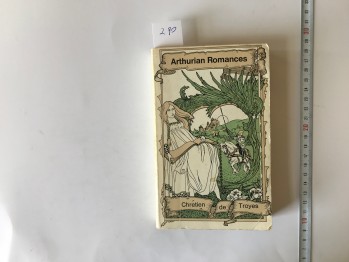 290
Arthurian Romances
Chrétien de Troyes